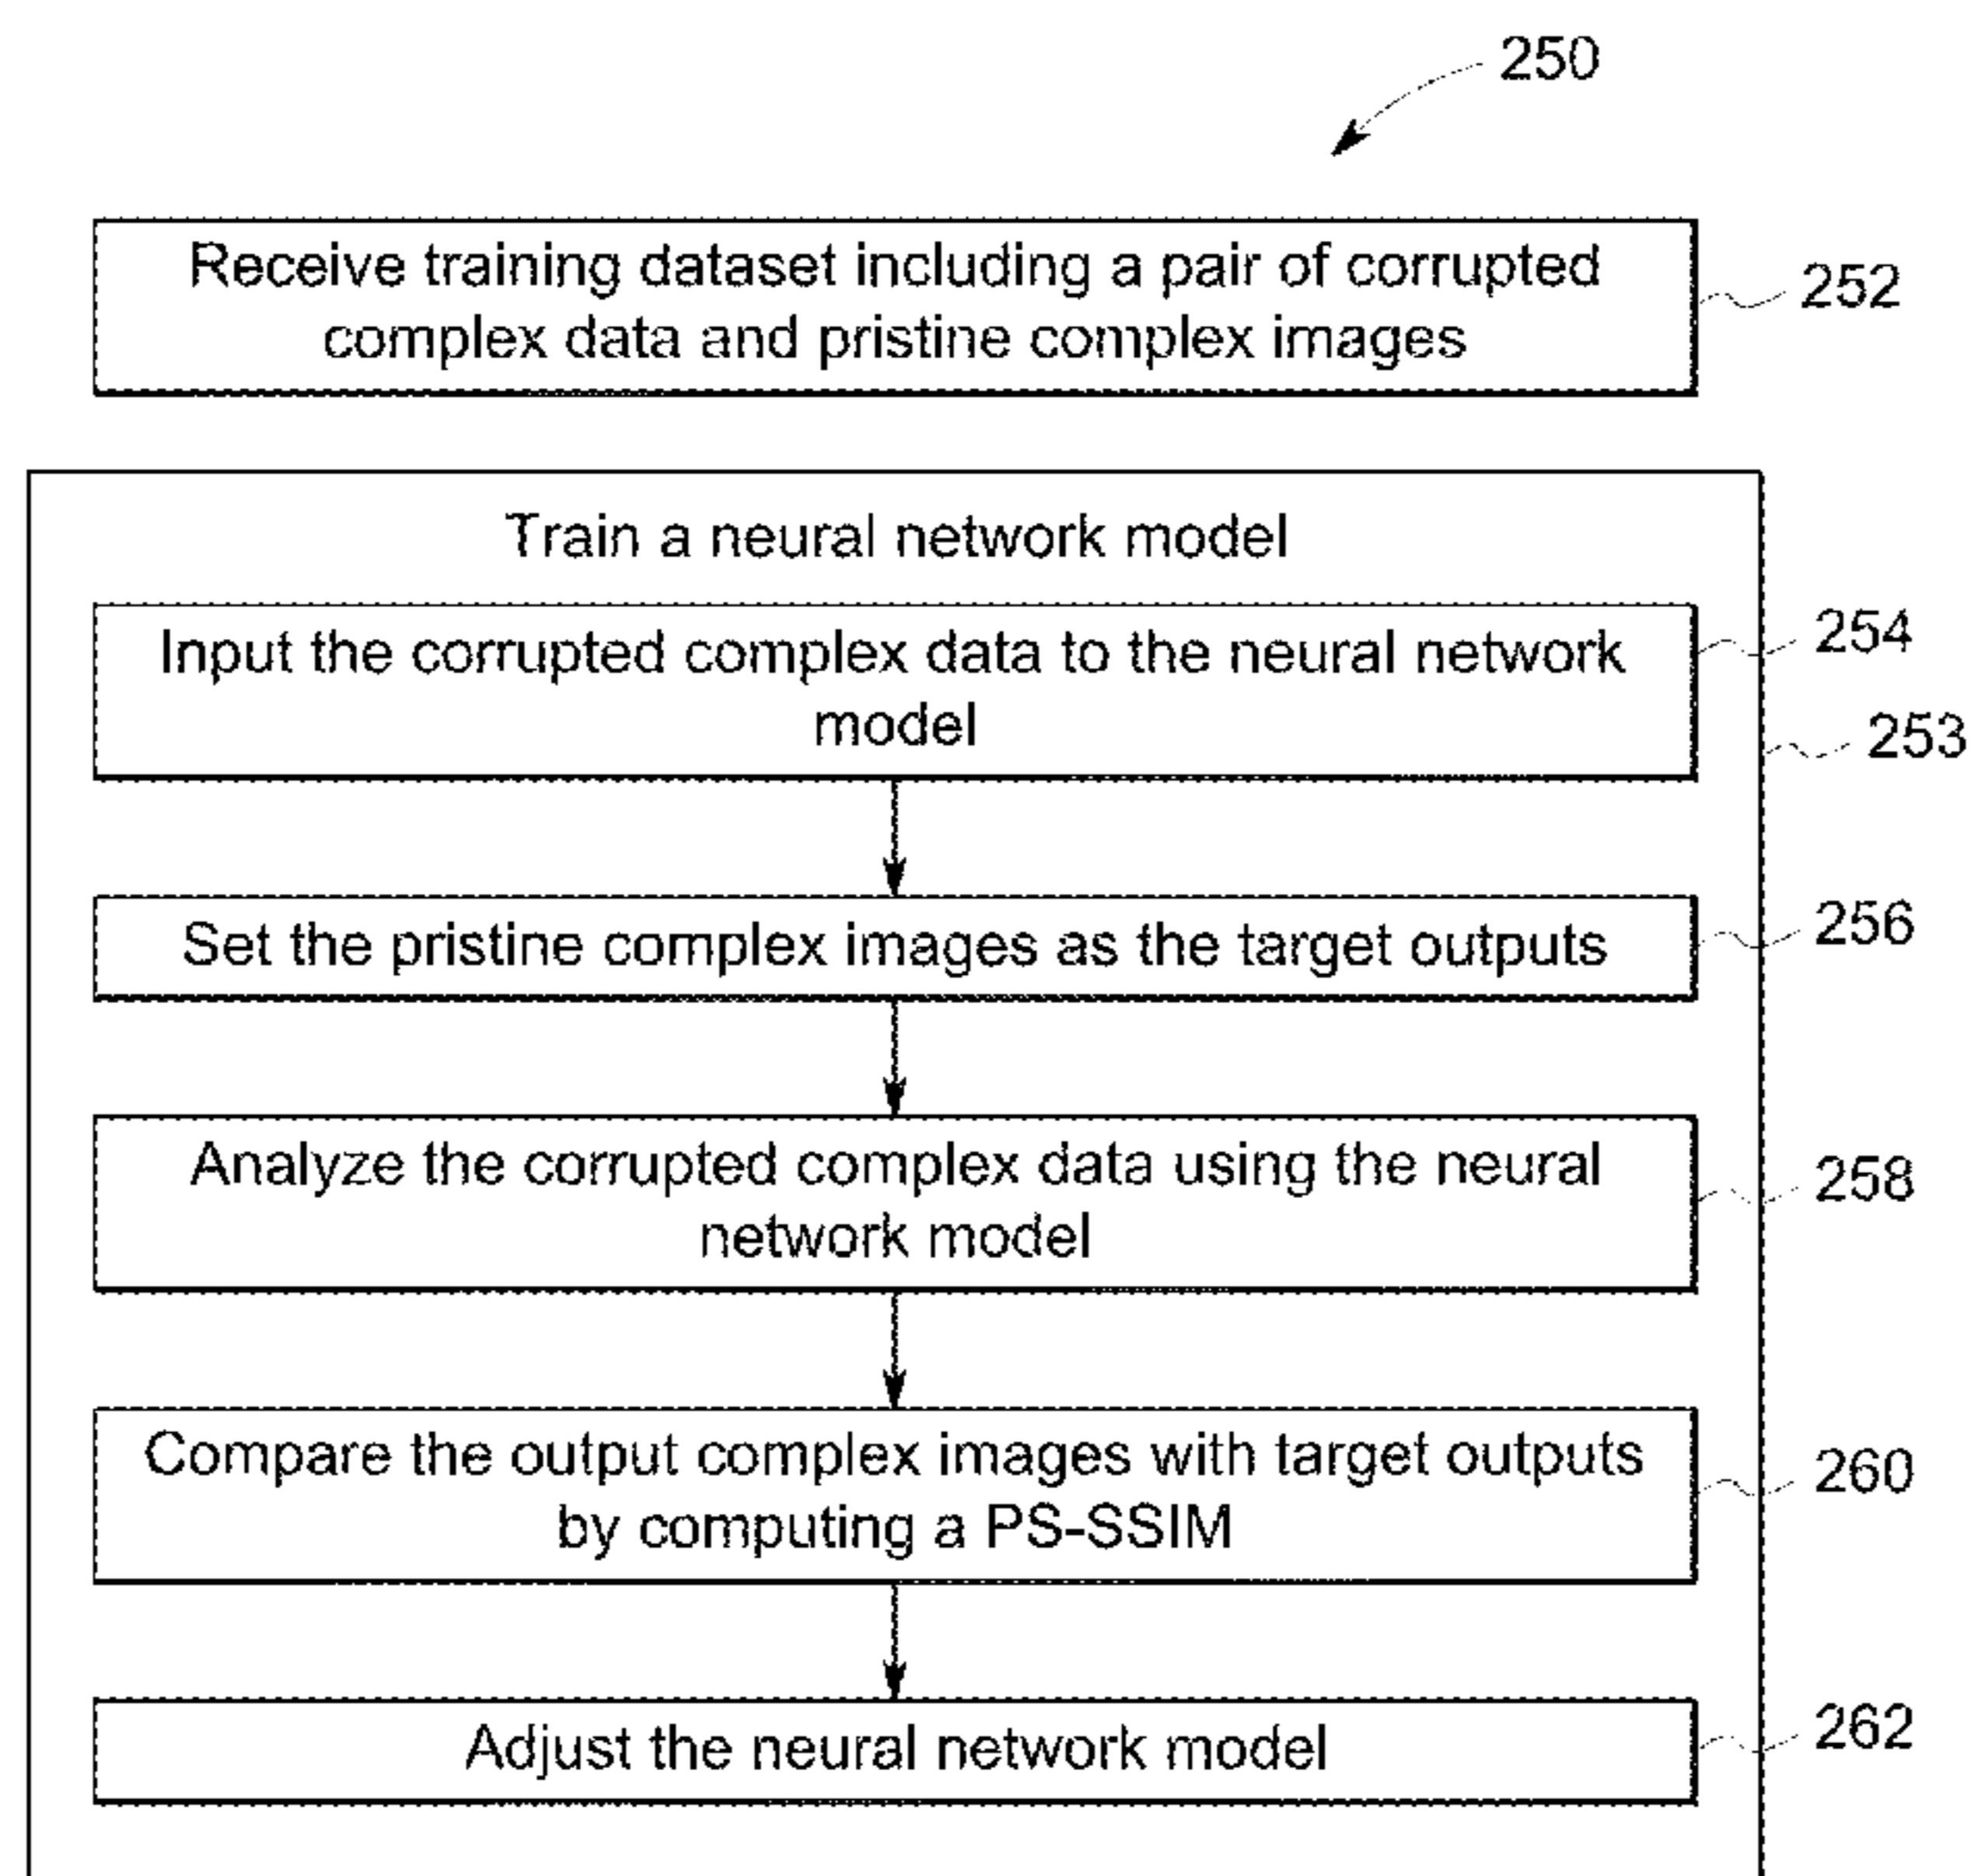 250
Receive training dataset including a pair of corrupted
complex data and pristine complex images
252
Train a neural network model
Input the corrupted complex data to the neural network
model
254
253
Set the pristine complex images as the target outputs
256
Analyze the corrupted complex data using the neural
network model
258
Compare the output complex images with target outputs
by computing a PS-SSIM
260
Adjust the neural network model
262